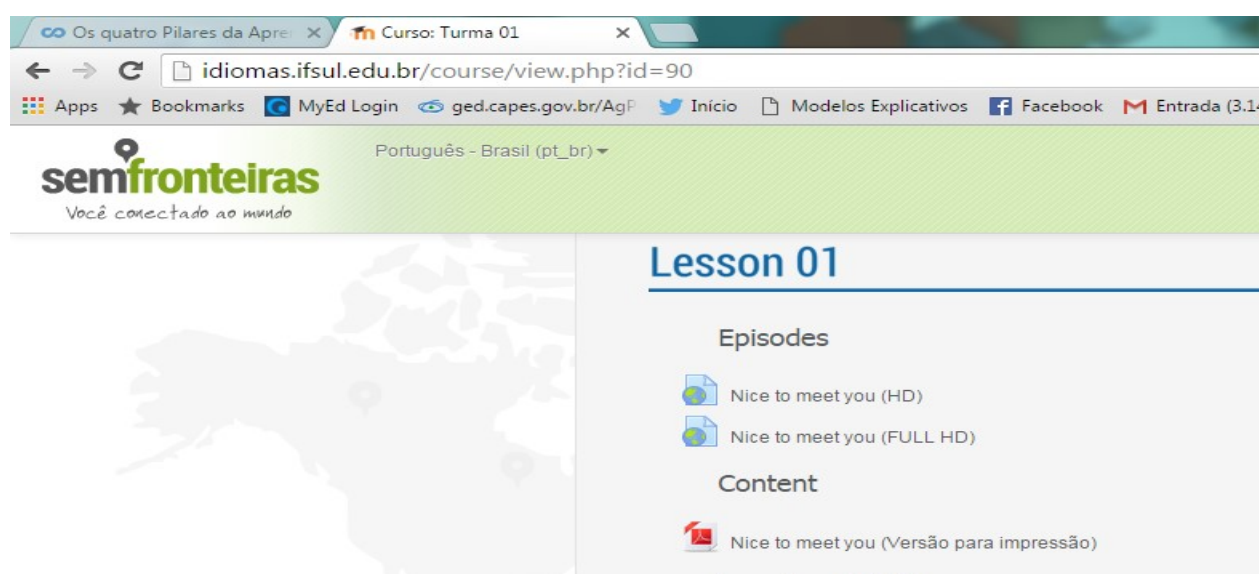 Os quatro Pilares da Apre
Curso: Turma 01
idiomas.ifsul.edu.br/course/view.php?id=90
Apps Bookmarks MyEd Login ged.capes.gov.br/AgP Início Modelos Explicativos Facebook Entrada (3.14
semfronteiras
Você conectado ao mundo
Português - Brasil (pt_br)
Lesson 01
Episodes
Nice to meet you (HD)
Nice to meet you (FULL HD)
Content
Nice to meet you (Versão para impressão)